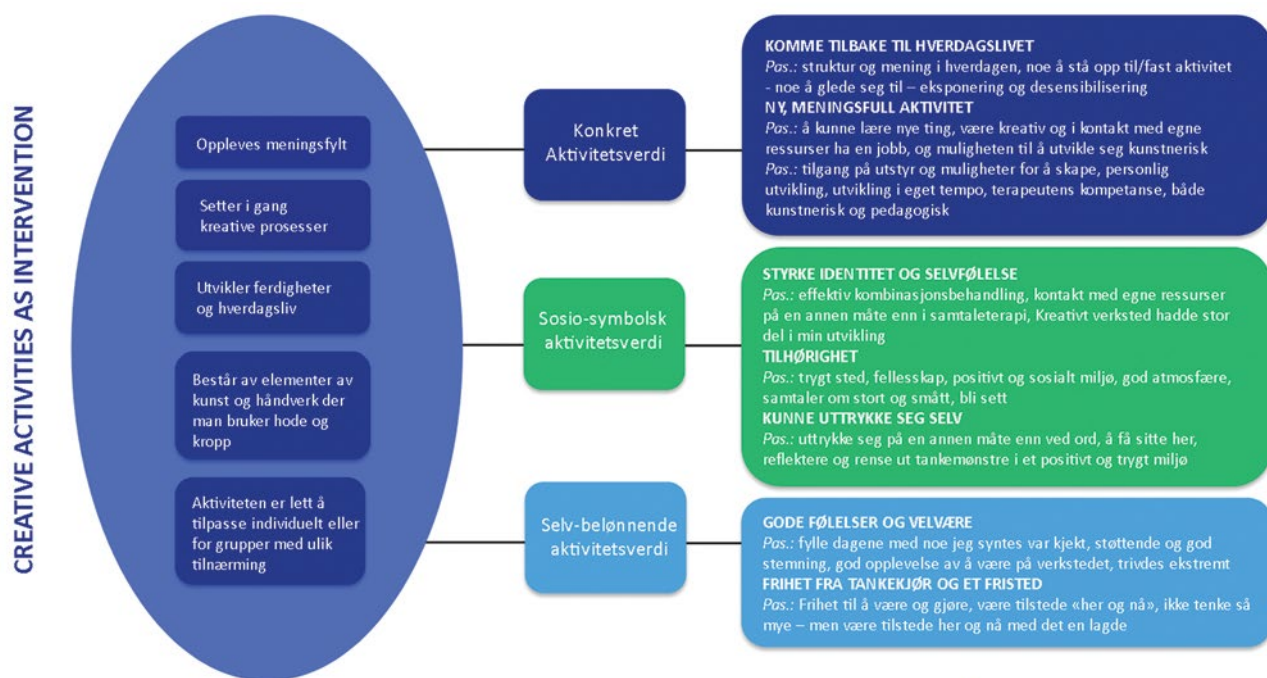 CREATIVE ACTIVITIES AS INTERVENTION
Oppleves meningsfylt
Setter i gang
kreative prosesser
Utvikler ferdigheter
og hverdagsliv
Består av elementer av
kunst og håndverk der
man bruker hode og
kropp
Aktiviteten er lett å
tilpasse individuelt eller
for grupper med ulik
tilnærming
Konkret
Aktivitetsverdi
KOMME TILBAKE TIL HVERDAGSLIVET
Pas.: struktur og mening i hverdagen, noe å stå opp til/fast aktivitet
- noe å glede seg til – eksponering og desensibilisering
NY, MENINGSFULL AKTIVITET
Pas.: å kunne lære nye ting, være kreativ og i kontakt med egne
ressurser ha en jobb, og muligheten til å utvikle seg kunstnerisk
Pas.: tilgang på utstyr og muligheter for å skape, personlig
utvikling, utvikling i eget tempo, terapeutens kompetanse, både
kunstnerisk og pedagogisk
Sosio-symbolsk
aktivitetsverdi
STYRKE IDENTITET OG SELVFØLELSE
Pas.: effektiv kombinasjonsbehandling, kontakt med egne ressurser
på en annen måte enn i samtaleterapi, Kreativt verksted hadde stor
del i min utvikling
TILHØRIGHET
Pas.: trygt sted, fellesskap, positivt og sosialt miljø, god atmosfære,
samtaler om stort og smått, bli sett
KUNNE UTTRYKKE SEG SELV
Pas.: uttrykke seg på en annen måte enn ved ord, å få sitte her,
reflektere og rense ut tankemønstre i et positivt og trygt miljø
Selv-belønnende
aktivitetsverdi
GODE FØLELSER OG VELVÆRE
Pas.: fylle dagene med noe jeg syntes var kjekt, støttende og god
stemning, god opplevelse av å være på verkstedet, trivdes ekstremt
FRIHET FRA TANKEKJØR OG ET FRISTED
Pas.: Frihet til å være og gjøre, være tilstede «her og nå», ikke tenke så
mye – men være tilstede her og nå med det en lagde